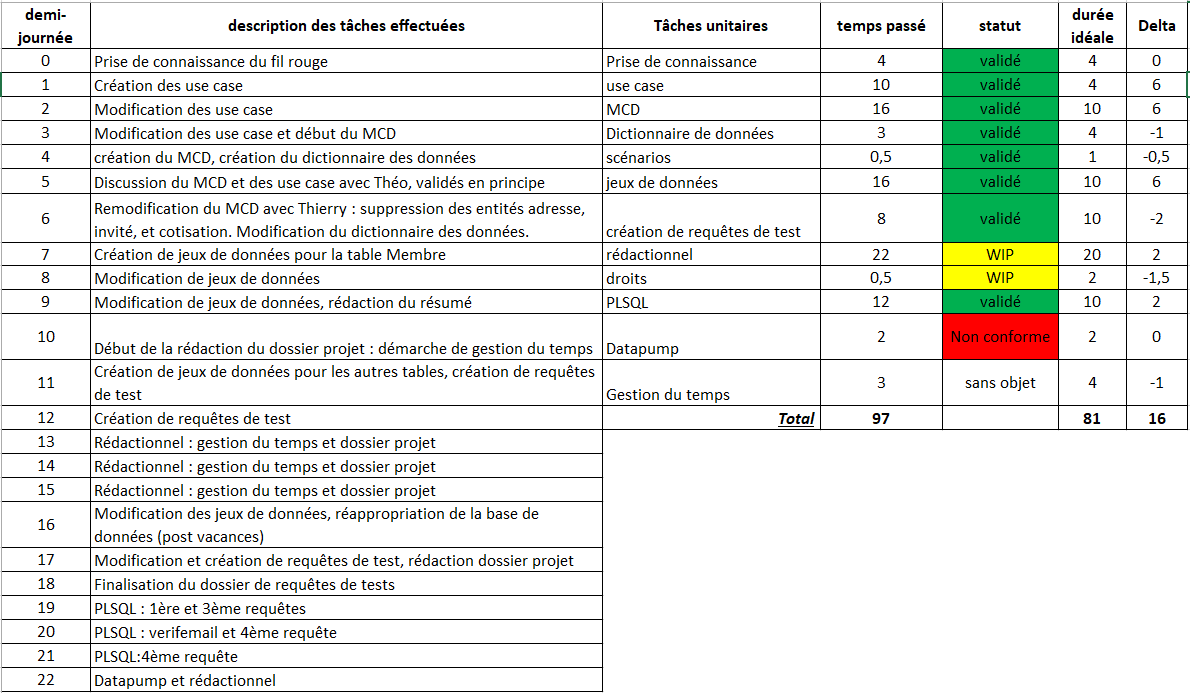 demi-journée description des tâches effectuées Tâches unitaires temps passé statut durée idéale Delta
0 Prise de connaissance du fil rouge Prise de connaissance 4 validé 4 0
1 Création des use case use case 10 validé 4 6
2 Modification des use case MCD 16 validé 10 6
3 Modification des use case et début du MCD Dictionnaire de données 3 validé 4 -1
4 création du MCD, création du dictionnaire des données scénarios 0,5 validé 1 -0,5
5 Discussion du MCD et des use case avec Théo, validés en principe jeux de données 16 validé 10 6
6 Remodification du MCD avec Thierry : suppression des entités adresse,
invité, et cotisation. Modification du dictionnaire des données. création de requêtes de test 8 validé 10 -2
7 Création de jeux de données pour la table Membre rédactionnel 22 WIP 20 2
8 Modification de jeux de données droits 0,5 WIP 2 -1,5
9 Modification de jeux de données, rédaction du résumé PLSQL 12 validé 10 2
10 Début de la rédaction du dossier projet : démarche de gestion du temps Datapump 2 Non conforme 2 0
11 Création de jeux de données pour les autres tables, création de requêtes
de test Gestion du temps 3 sans objet 4 -1
12 Création de requêtes de test Total 97 81 16
13 Rédactionnel : gestion du temps et dossier projet
14 Rédactionnel : gestion du temps et dossier projet
15 Rédactionnel : gestion du temps et dossier projet
16 Modification des jeux de données, réappropriation de la base de
données (post vacances)
17 Modification et création de requêtes de test, rédaction dossier projet
18 Finalisation du dossier de requêtes de tests
19 PLSQL : 1ère et 3ème requêtes
20 PLSQL : verifemail et 4ème requête
21 PLSQL:4ème requête
22 Datapump et rédactionnel